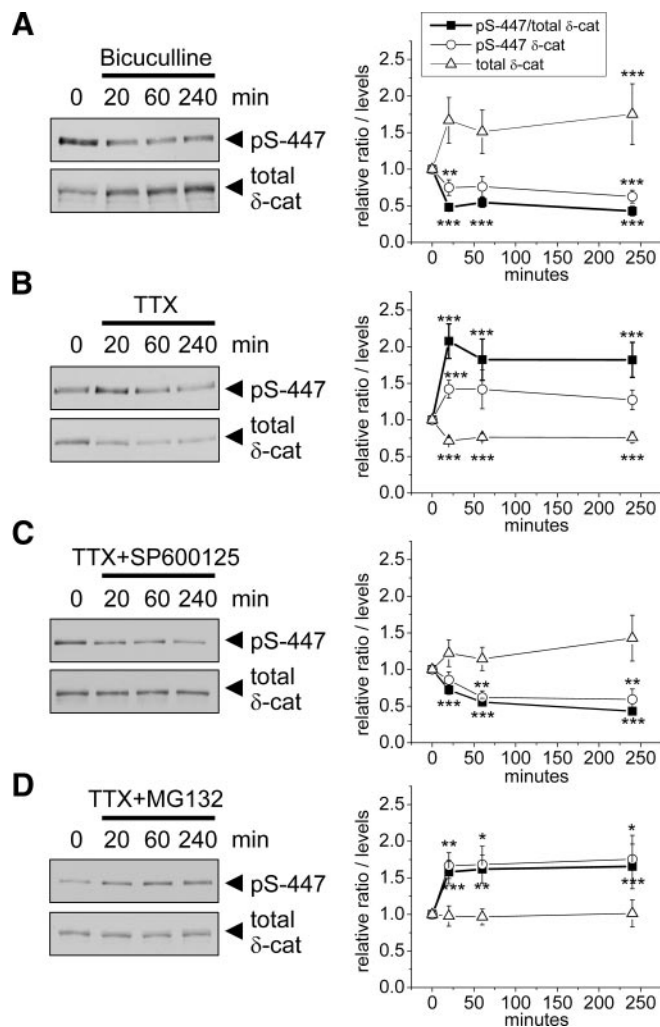 A
Bicuculline
0 20 60 240 min
pS-447
total
δ-cat
pS-447/total δ-cat
pS-447 δ-cat
total δ-cat
relative ratio / levels
2.5
2.0
1.5
1.0
0.5
0.0
***
**
***
*** *** ***
0 50 100 150 200 250
minutes
B
TTX
0 20 60 240 min
pS-447
total
δ-cat
relative ratio / levels
2.5
2.0
1.5
1.0
0.5
0.0
*** *** ***
***
*** *** ***
0 50 100 150 200 250
minutes
C
TTX+SP600125
0 20 60 240 min
pS-447
total
δ-cat
relative ratio / levels
2.5
2.0
1.5
1.0
0.5
0.0
** **
*** *** ***
0 50 100 150 200 250
minutes
D
TTX+MG132
0 20 60 240 min
pS-447
total
δ-cat
relative ratio / levels
2.5
2.0
1.5
1.0
0.5
0.0
** * *
*** ** ***
0 50 100 150 200 250
minutes